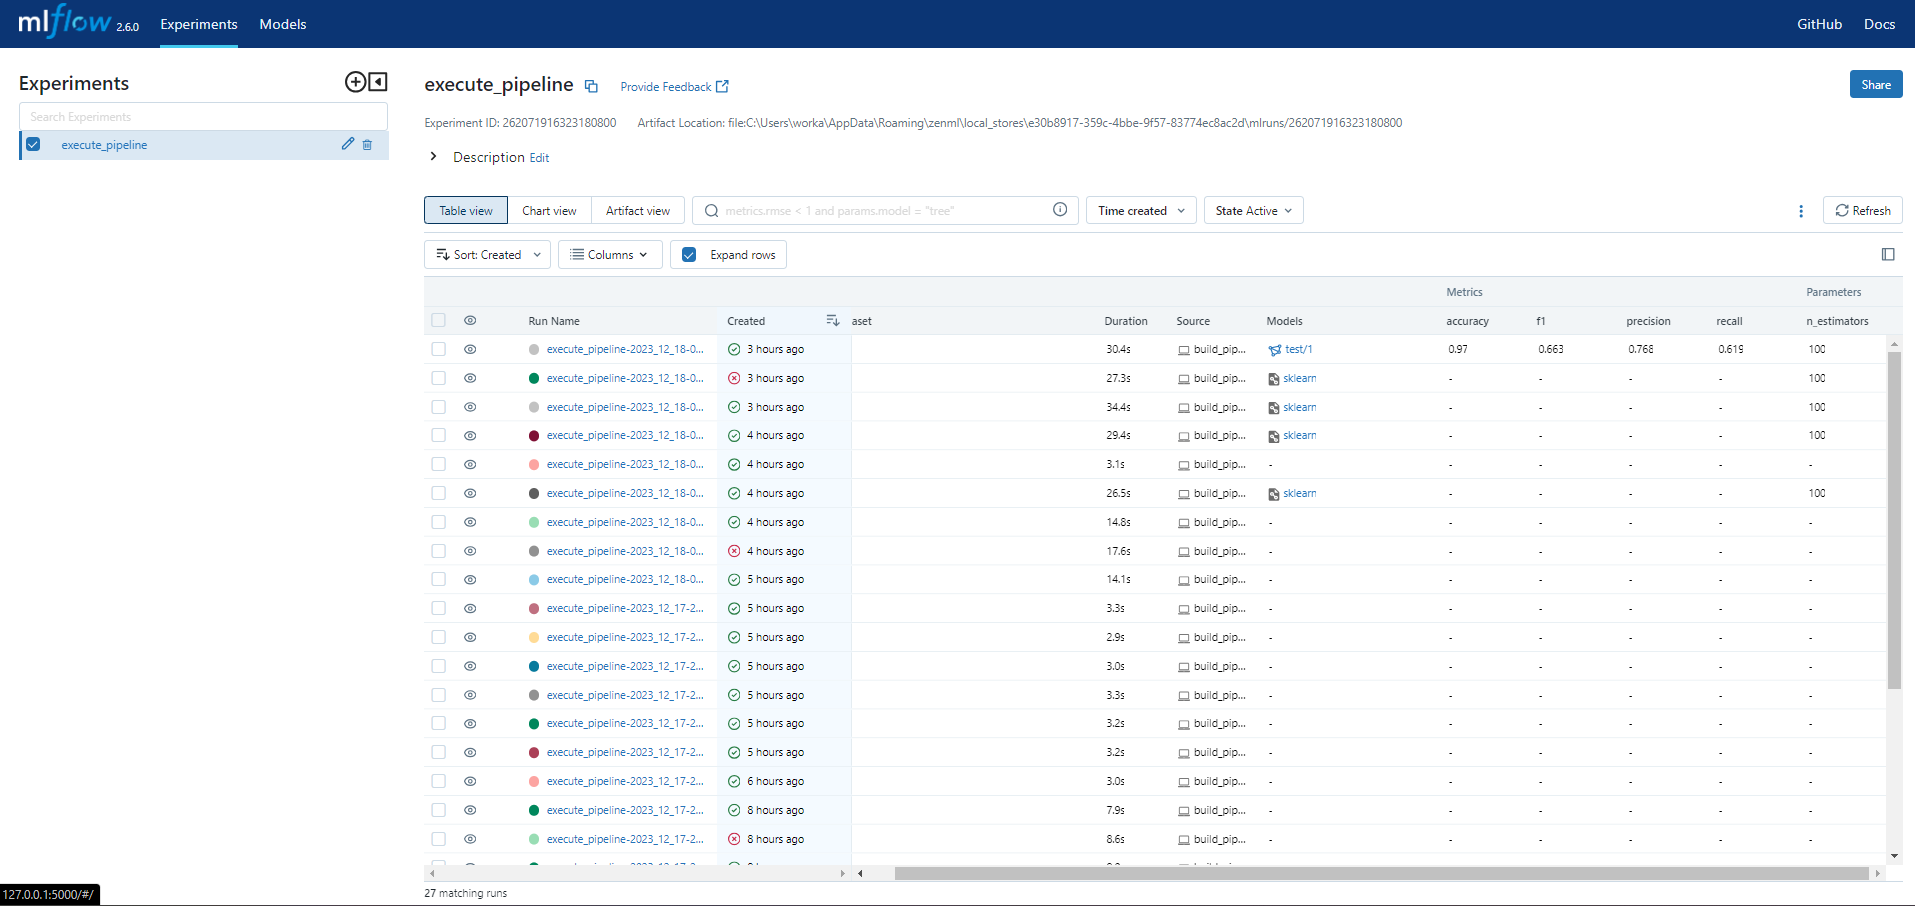 mlflow 2.6.0 Experiments Models GitHub Docs
Experiments
Search Experiments
execute_pipeline
execute_pipeline Provide Feedback Share
Experiment ID: 262071916323180800 Artifact Location: file:C:\Users\worka\AppData\Roaming\zenml\local_stores\e30b8917-359c-4bbe-9f57-83774ec8ac2d\mlruns/262071916323180800
Description Edit
Table view Chart view Artifact view metrics.rmse < 1 and params.model = "tree" Time created State Active Refresh
Sort: Created Columns Expand rows
Metrics Parameters
Run Name Created aset Duration Source Models accuracy f1 precision recall n_estimators
execute_pipeline-2023_12_18-0... 3 hours ago 30.4s build_pip... test/1 0.97 0.663 0.768 0.619 100
execute_pipeline-2023_12_18-0... 3 hours ago 27.3s build_pip... sklearn - - - - 100
execute_pipeline-2023_12_18-0... 3 hours ago 34.4s build_pip... sklearn - - - - 100
execute_pipeline-2023_12_18-0... 4 hours ago 29.4s build_pip... sklearn - - - - 100
execute_pipeline-2023_12_18-0... 4 hours ago 3.1s build_pip... - - - - - -
execute_pipeline-2023_12_18-0... 4 hours ago 26.5s build_pip... sklearn - - - - 100
execute_pipeline-2023_12_18-0... 4 hours ago 14.8s build_pip... - - - - - -
execute_pipeline-2023_12_18-0... 4 hours ago 17.6s build_pip... - - - - - -
execute_pipeline-2023_12_18-0... 5 hours ago 14.1s build_pip... - - - - - -
execute_pipeline-2023_12_17-2... 5 hours ago 3.3s build_pip... - - - - - -
execute_pipeline-2023_12_17-2... 5 hours ago 2.9s build_pip... - - - - - -
execute_pipeline-2023_12_17-2... 5 hours ago 3.0s build_pip... - - - - - -
execute_pipeline-2023_12_17-2... 5 hours ago 3.3s build_pip... - - - - - -
execute_pipeline-2023_12_17-2... 5 hours ago 3.2s build_pip... - - - - - -
execute_pipeline-2023_12_17-2... 5 hours ago 3.2s build_pip... - - - - - -
execute_pipeline-2023_12_17-2... 6 hours ago 3.0s build_pip... - - - - - -
execute_pipeline-2023_12_17-2... 8 hours ago 7.9s build_pip... - - - - - -
execute_pipeline-2023_12_17-2... 8 hours ago 8.6s build_pip... - - - - - -
27 matching runs
127.0.0.1:5000/#/